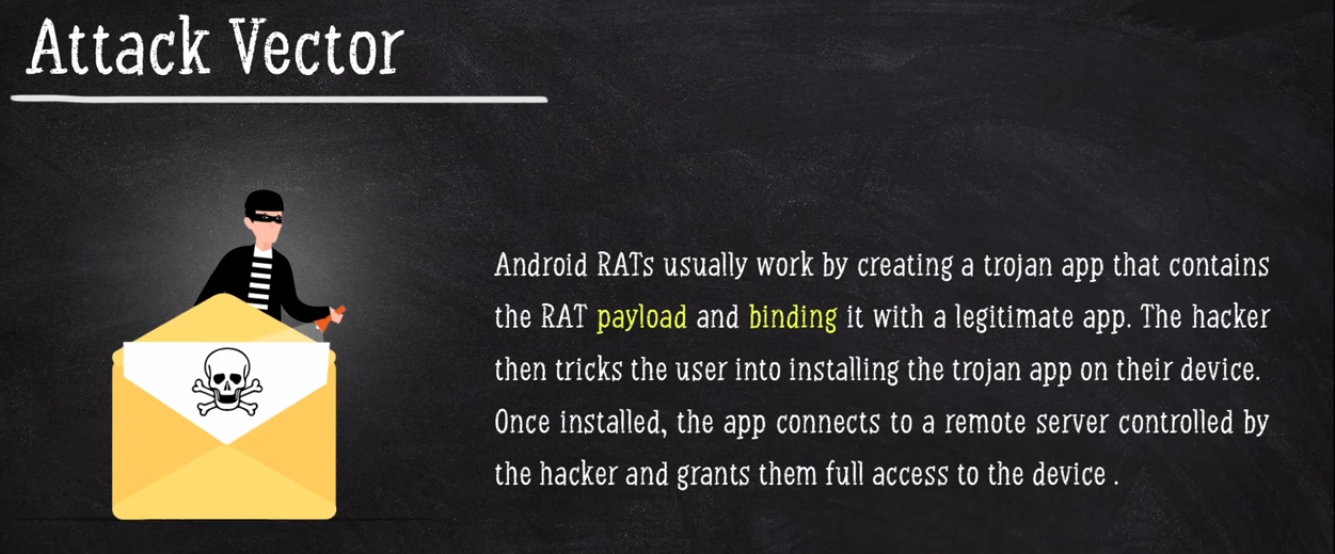 Attack Vector
Android RATs usually work by creating a trojan app that contains
the RAT payload and binding it with a legitimate app. The hacker
then tricks the user into installing the trojan app on their device.
Once installed, the app connects to a remote server controlled by
the hacker and grants them full access to the device .